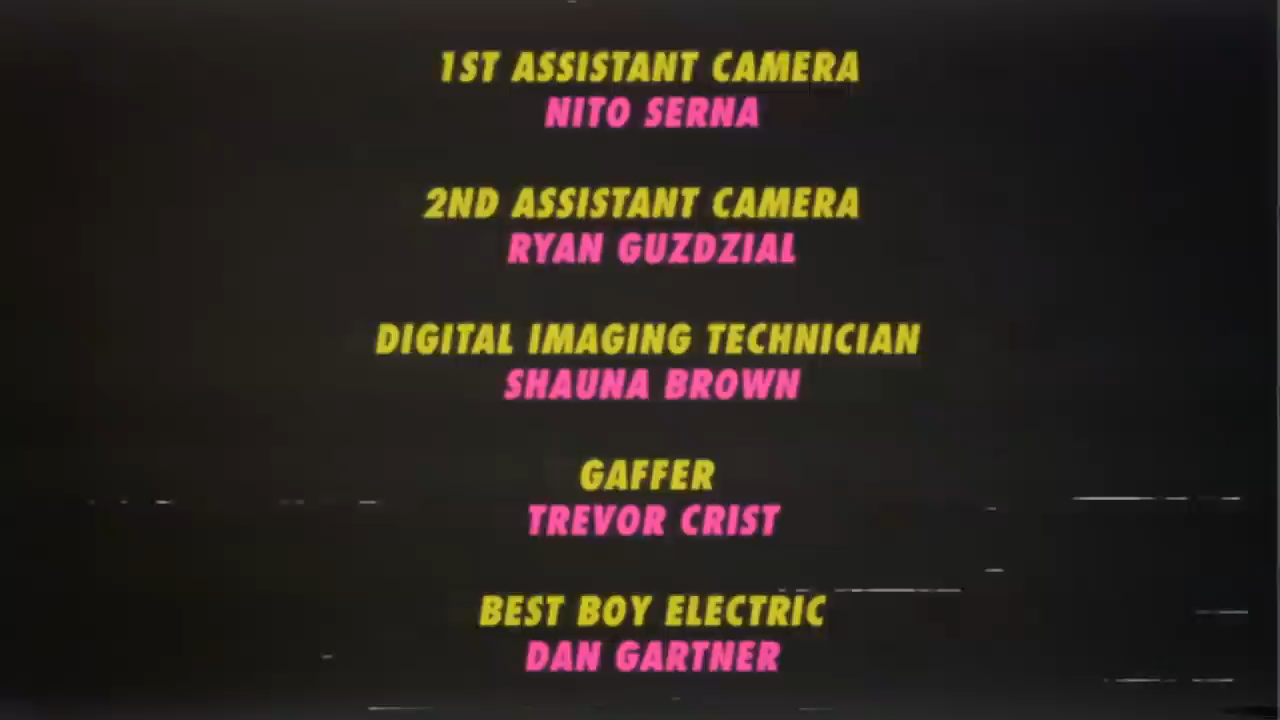 1ST ASSISTANT CAMERA
NITO SERNA
2ND ASSISTANT CAMERA
RYAN GUZDZIAL
DIGITAL IMAGING TECHNICIAN
SHAUNA BROWN
GAFFER
TREVOR CRIST
BEST BOY ELECTRIC
DAN GARTNER